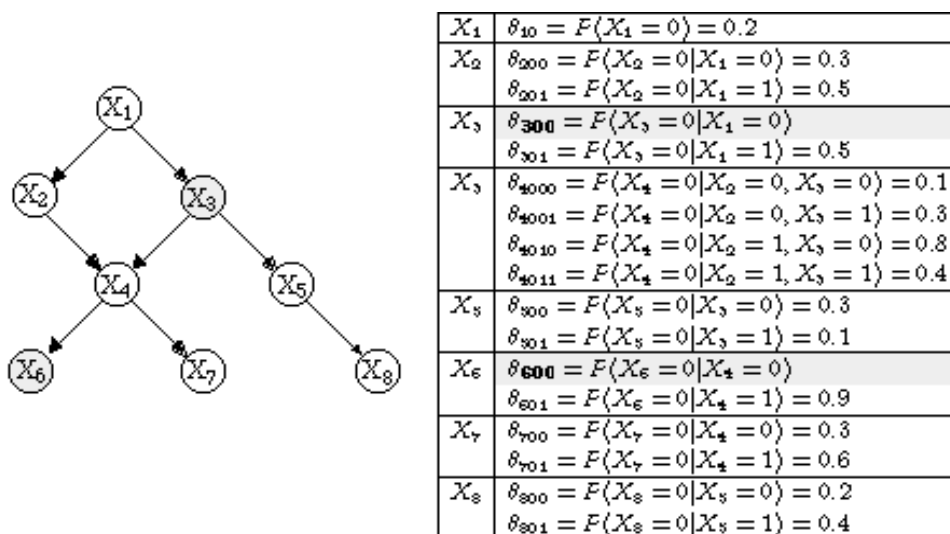 X₁
X₂
X₃
X₄
X₅
X₆
X₇
X₈
X₁ θ₁₀ = P(X₁ = 0) = 0.2
X₂ θ₂₀₀ = P(X₂ = 0|X₁ = 0) = 0.3
θ₂₀₁ = P(X₂ = 0|X₁ = 1) = 0.5
X₃ θ₃₀₀ = P(X₃ = 0|X₁ = 0)
θ₃₀₁ = P(X₃ = 0|X₁ = 1) = 0.5
X₃ θ₄₀₀₀ = P(X₄ = 0|X₂ = 0, X₃ = 0) = 0.1
θ₄₀₀₁ = P(X₄ = 0|X₂ = 0, X₃ = 1) = 0.3
θ₄₀₁₀ = P(X₄ = 0|X₂ = 1, X₃ = 0) = 0.8
θ₄₀₁₁ = P(X₄ = 0|X₂ = 1, X₃ = 1) = 0.4
X₅ θ₅₀₀ = P(X₅ = 0|X₃ = 0) = 0.3
θ₅₀₁ = P(X₅ = 0|X₃ = 1) = 0.1
X₆ θ₆₀₀ = P(X₆ = 0|X₄ = 0)
θ₆₀₁ = P(X₆ = 0|X₄ = 1) = 0.9
X₇ θ₇₀₀ = P(X₇ = 0|X₄ = 0) = 0.3
θ₇₀₁ = P(X₇ = 0|X₄ = 1) = 0.6
X₈ θ₈₀₀ = P(X₈ = 0|X₅ = 0) = 0.2
θ₈₀₁ = P(X₈ = 0|X₅ = 1) = 0.4